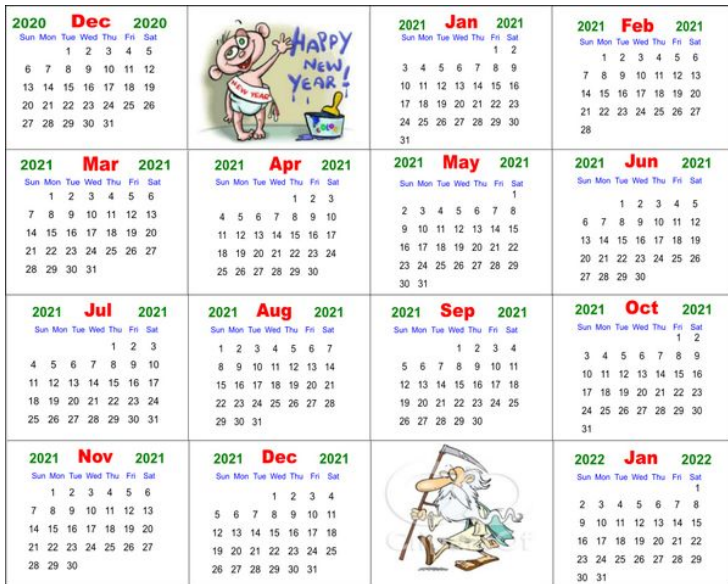 2020 Dec 2020
Sun Mon Tue Wed Thu Fri Sat
1 2 3 4 5
6 7 8 9 10 11 12
13 14 15 16 17 18 19
20 21 22 23 24 25 26
27 28 29 30 31
HAPPY
NEW
YEAR!
NEW YEAR
2021 Jan 2021
Sun Mon Tue Wed Thu Fri Sat
1 2
3 4 5 6 7 8 9
10 11 12 13 14 15 16
17 18 19 20 21 22 23
24 25 26 27 28 29 30
31
2021 Feb 2021
Sun Mon Tue Wed Thu Fri Sat
1 2 3 4 5 6
7 8 9 10 11 12 13
14 15 16 17 18 19 20
21 22 23 24 25 26 27
28
2021 Mar 2021
Sun Mon Tue Wed Thu Fri Sat
1 2 3 4 5 6
7 8 9 10 11 12 13
14 15 16 17 18 19 20
21 22 23 24 25 26 27
28 29 30 31
2021 Apr 2021
Sun Mon Tue Wed Thu Fri Sat
1 2 3
4 5 6 7 8 9 10
11 12 13 14 15 16 17
18 19 20 21 22 23 24
25 26 27 28 29 30
2021 May 2021
Sun Mon Tue Wed Thu Fri Sat
1
2 3 4 5 6 7 8
9 10 11 12 13 14 15
16 17 18 19 20 21 22
23 24 25 26 27 28 29
30 31
2021 Jun 2021
Sun Mon Tue Wed Thu Fri Sat
1 2 3 4 5
6 7 8 9 10 11 12
13 14 15 16 17 18 19
20 21 22 23 24 25 26
27 28 29 30
2021 Jul 2021
Sun Mon Tue Wed Thu Fri Sat
1 2 3
4 5 6 7 8 9 10
11 12 13 14 15 16 17
18 19 20 21 22 23 24
25 26 27 28 29 30 31
2021 Aug 2021
Sun Mon Tue Wed Thu Fri Sat
1 2 3 4 5 6 7
8 9 10 11 12 13 14
15 16 17 18 19 20 21
22 23 24 25 26 27 28
29 30 31
2021 Sep 2021
Sun Mon Tue Wed Thu Fri Sat
1 2 3 4
5 6 7 8 9 10 11
12 13 14 15 16 17 18
19 20 21 22 23 24 25
26 27 28 29 30
2021 Oct 2021
Sun Mon Tue Wed Thu Fri Sat
1 2
3 4 5 6 7 8 9
10 11 12 13 14 15 16
17 18 19 20 21 22 23
24 25 26 27 28 29 30
31
2021 Nov 2021
Sun Mon Tue Wed Thu Fri Sat
1 2 3 4 5 6
7 8 9 10 11 12 13
14 15 16 17 18 19 20
21 22 23 24 25 26 27
28 29 30
2021 Dec 2021
Sun Mon Tue Wed Thu Fri Sat
1 2 3 4
5 6 7 8 9 10 11
12 13 14 15 16 17 18
19 20 21 22 23 24 25
26 27 28 29 30 31
2022 Jan 2022
Sun Mon Tue Wed Thu Fri Sat
1
2 3 4 5 6 7 8
9 10 11 12 13 14 15
16 17 18 19 20 21 22
23 24 25 26 27 28 29
30 31